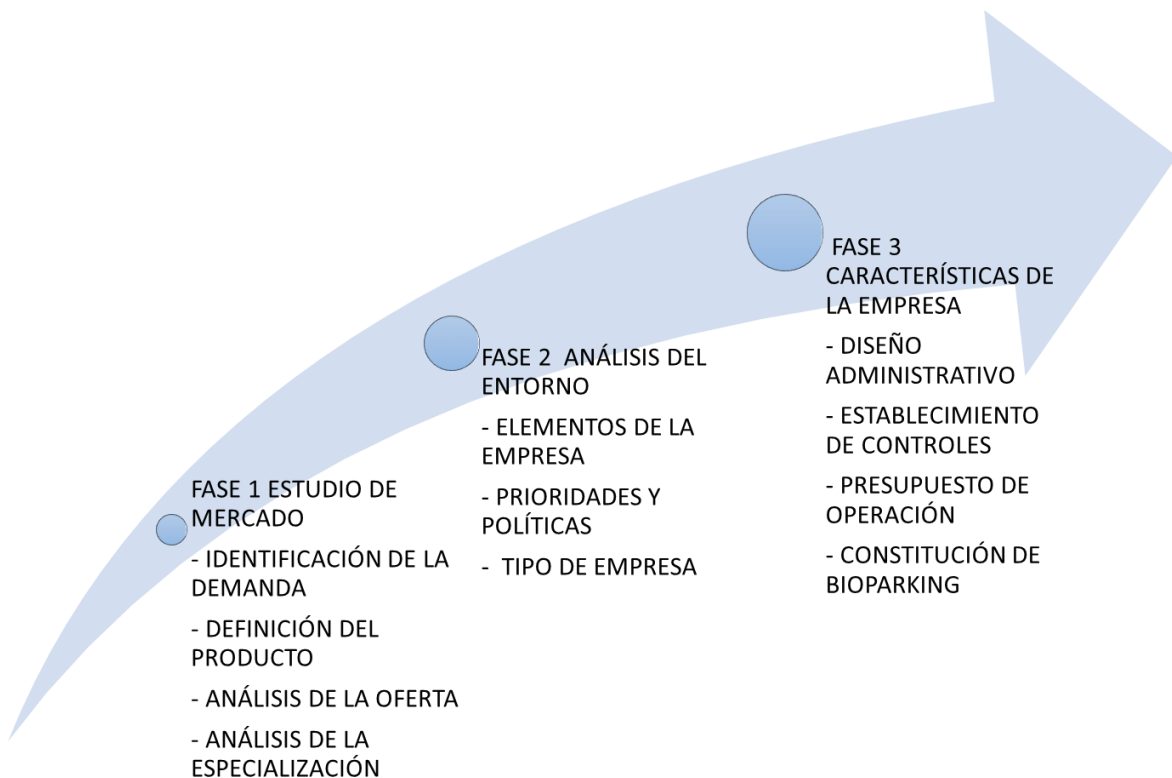 FASE 1 ESTUDIO DE
MERCADO
- IDENTIFICACIÓN DE LA
DEMANDA
- DEFINICIÓN DEL
PRODUCTO
- ANÁLISIS DE LA OFERTA
- ANÁLISIS DE LA
ESPECIALIZACIÓN
FASE 2  ANÁLISIS DEL
ENTORNO
- ELEMENTOS DE LA
EMPRESA
- PRIORIDADES Y
POLÍTICAS
-  TIPO DE EMPRESA
FASE 3
CARACTERÍSTICAS DE
LA EMPRESA
- DISEÑO
ADMINISTRATIVO
- ESTABLECIMIENTO
DE CONTROLES
- PRESUPUESTO DE
OPERACIÓN
- CONSTITUCIÓN DE
BIOPARKING